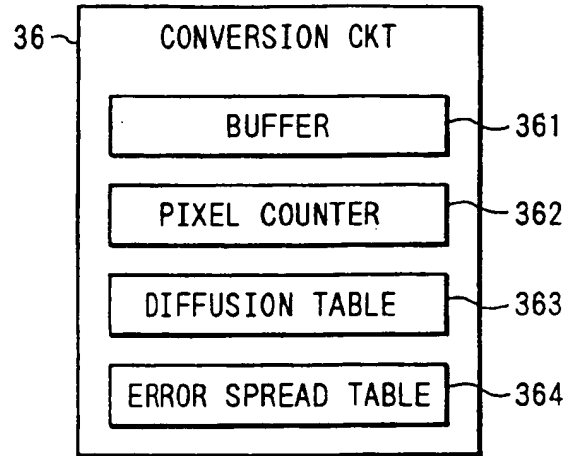 36 CONVERSION CKT
BUFFER 361
PIXEL COUNTER 362
DIFFUSION TABLE 363
ERROR SPREAD TABLE 364